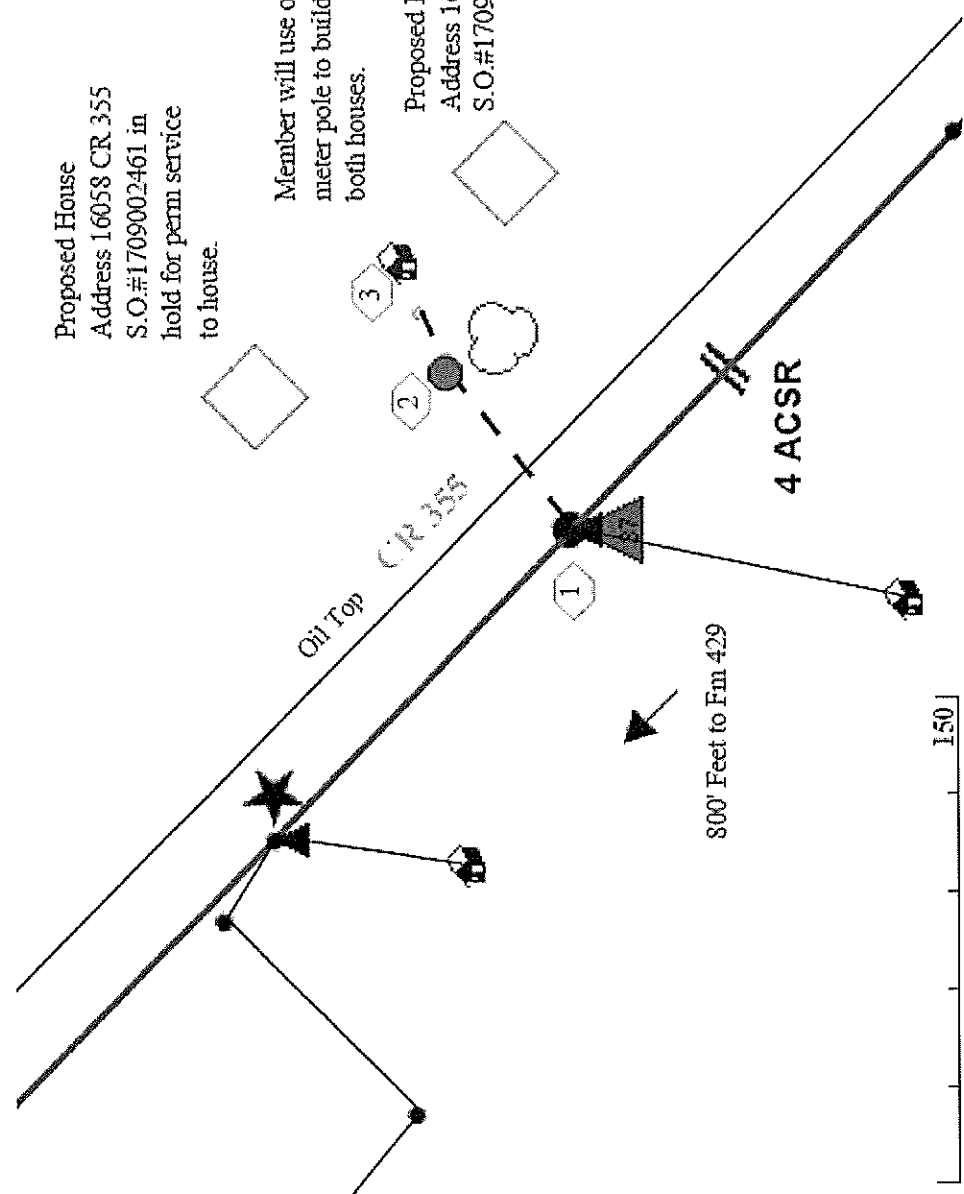 Proposed House
Address 16058 CR 355
S.O.#1709002461 in
hold for perm service
to house.
Member will use
meter pole to build
both houses.
Proposed
Address
S.O.#1709
3
2
CR 355
Oil Top
4 ACSR
1
800' Feet to Fm 429
150